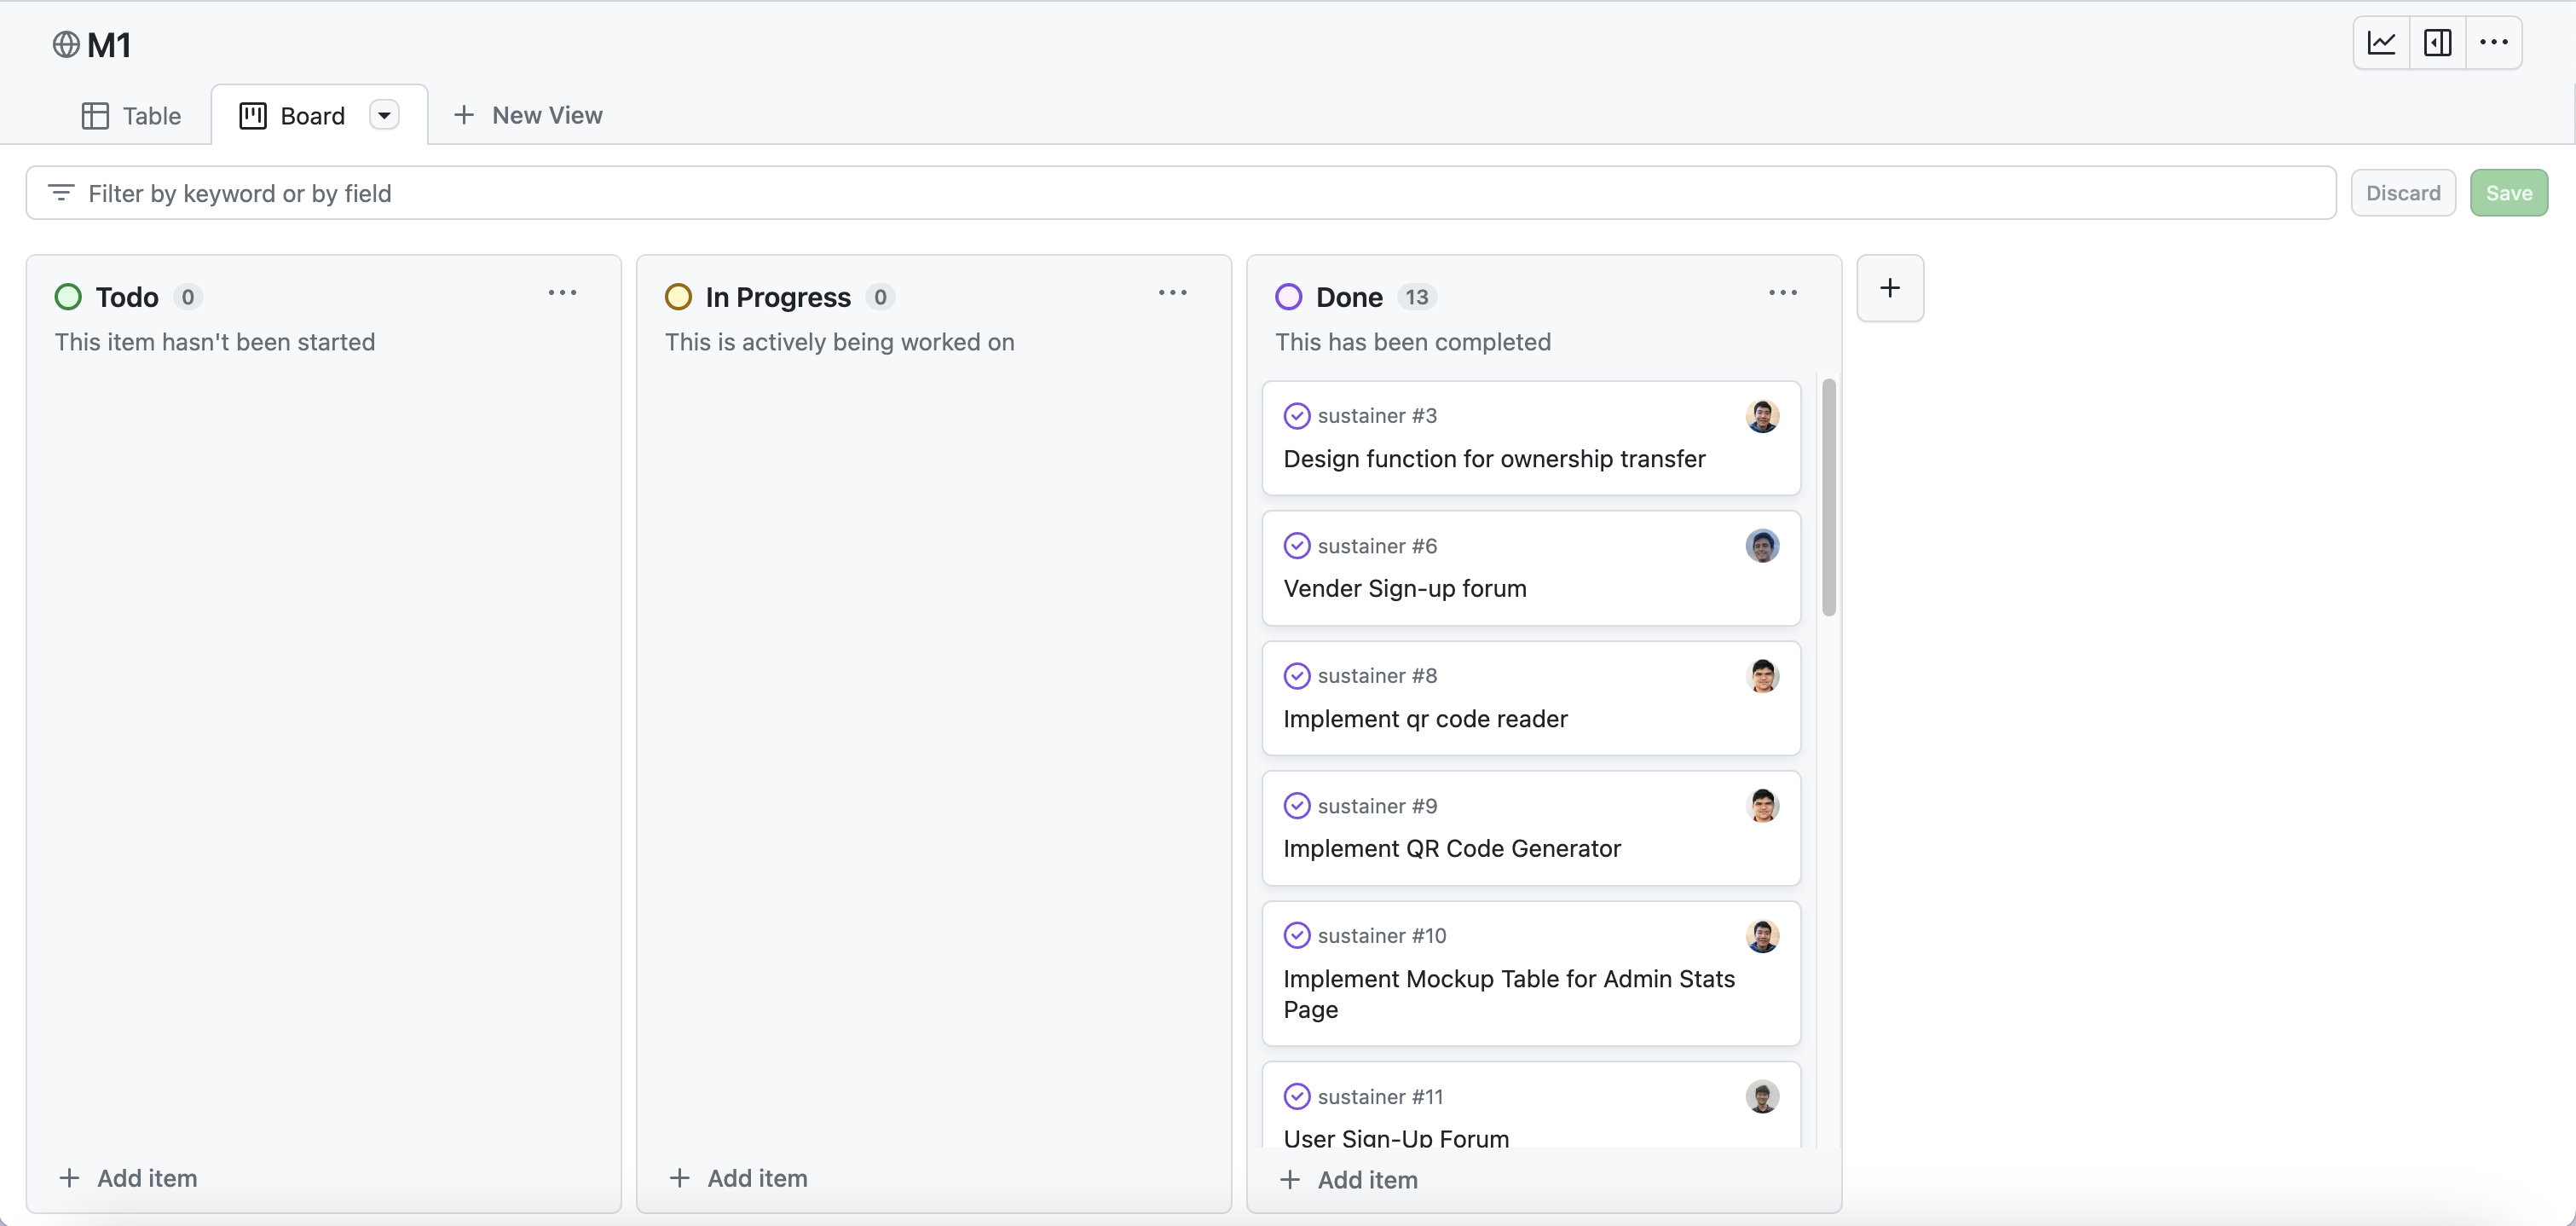 M1
Table
Board
New View
Filter by keyword or by field
Discard
Save
Todo 0
This item hasn't been started
Add item
In Progress 0
This is actively being worked on
Add item
Done 13
This has been completed
sustainer #3
Design function for ownership transfer
sustainer #6
Vender Sign-up forum
sustainer #8
Implement qr code reader
sustainer #9
Implement QR Code Generator
sustainer #10
Implement Mockup Table for Admin Stats
Page
sustainer #11
User Sign-Up Forum
Add item